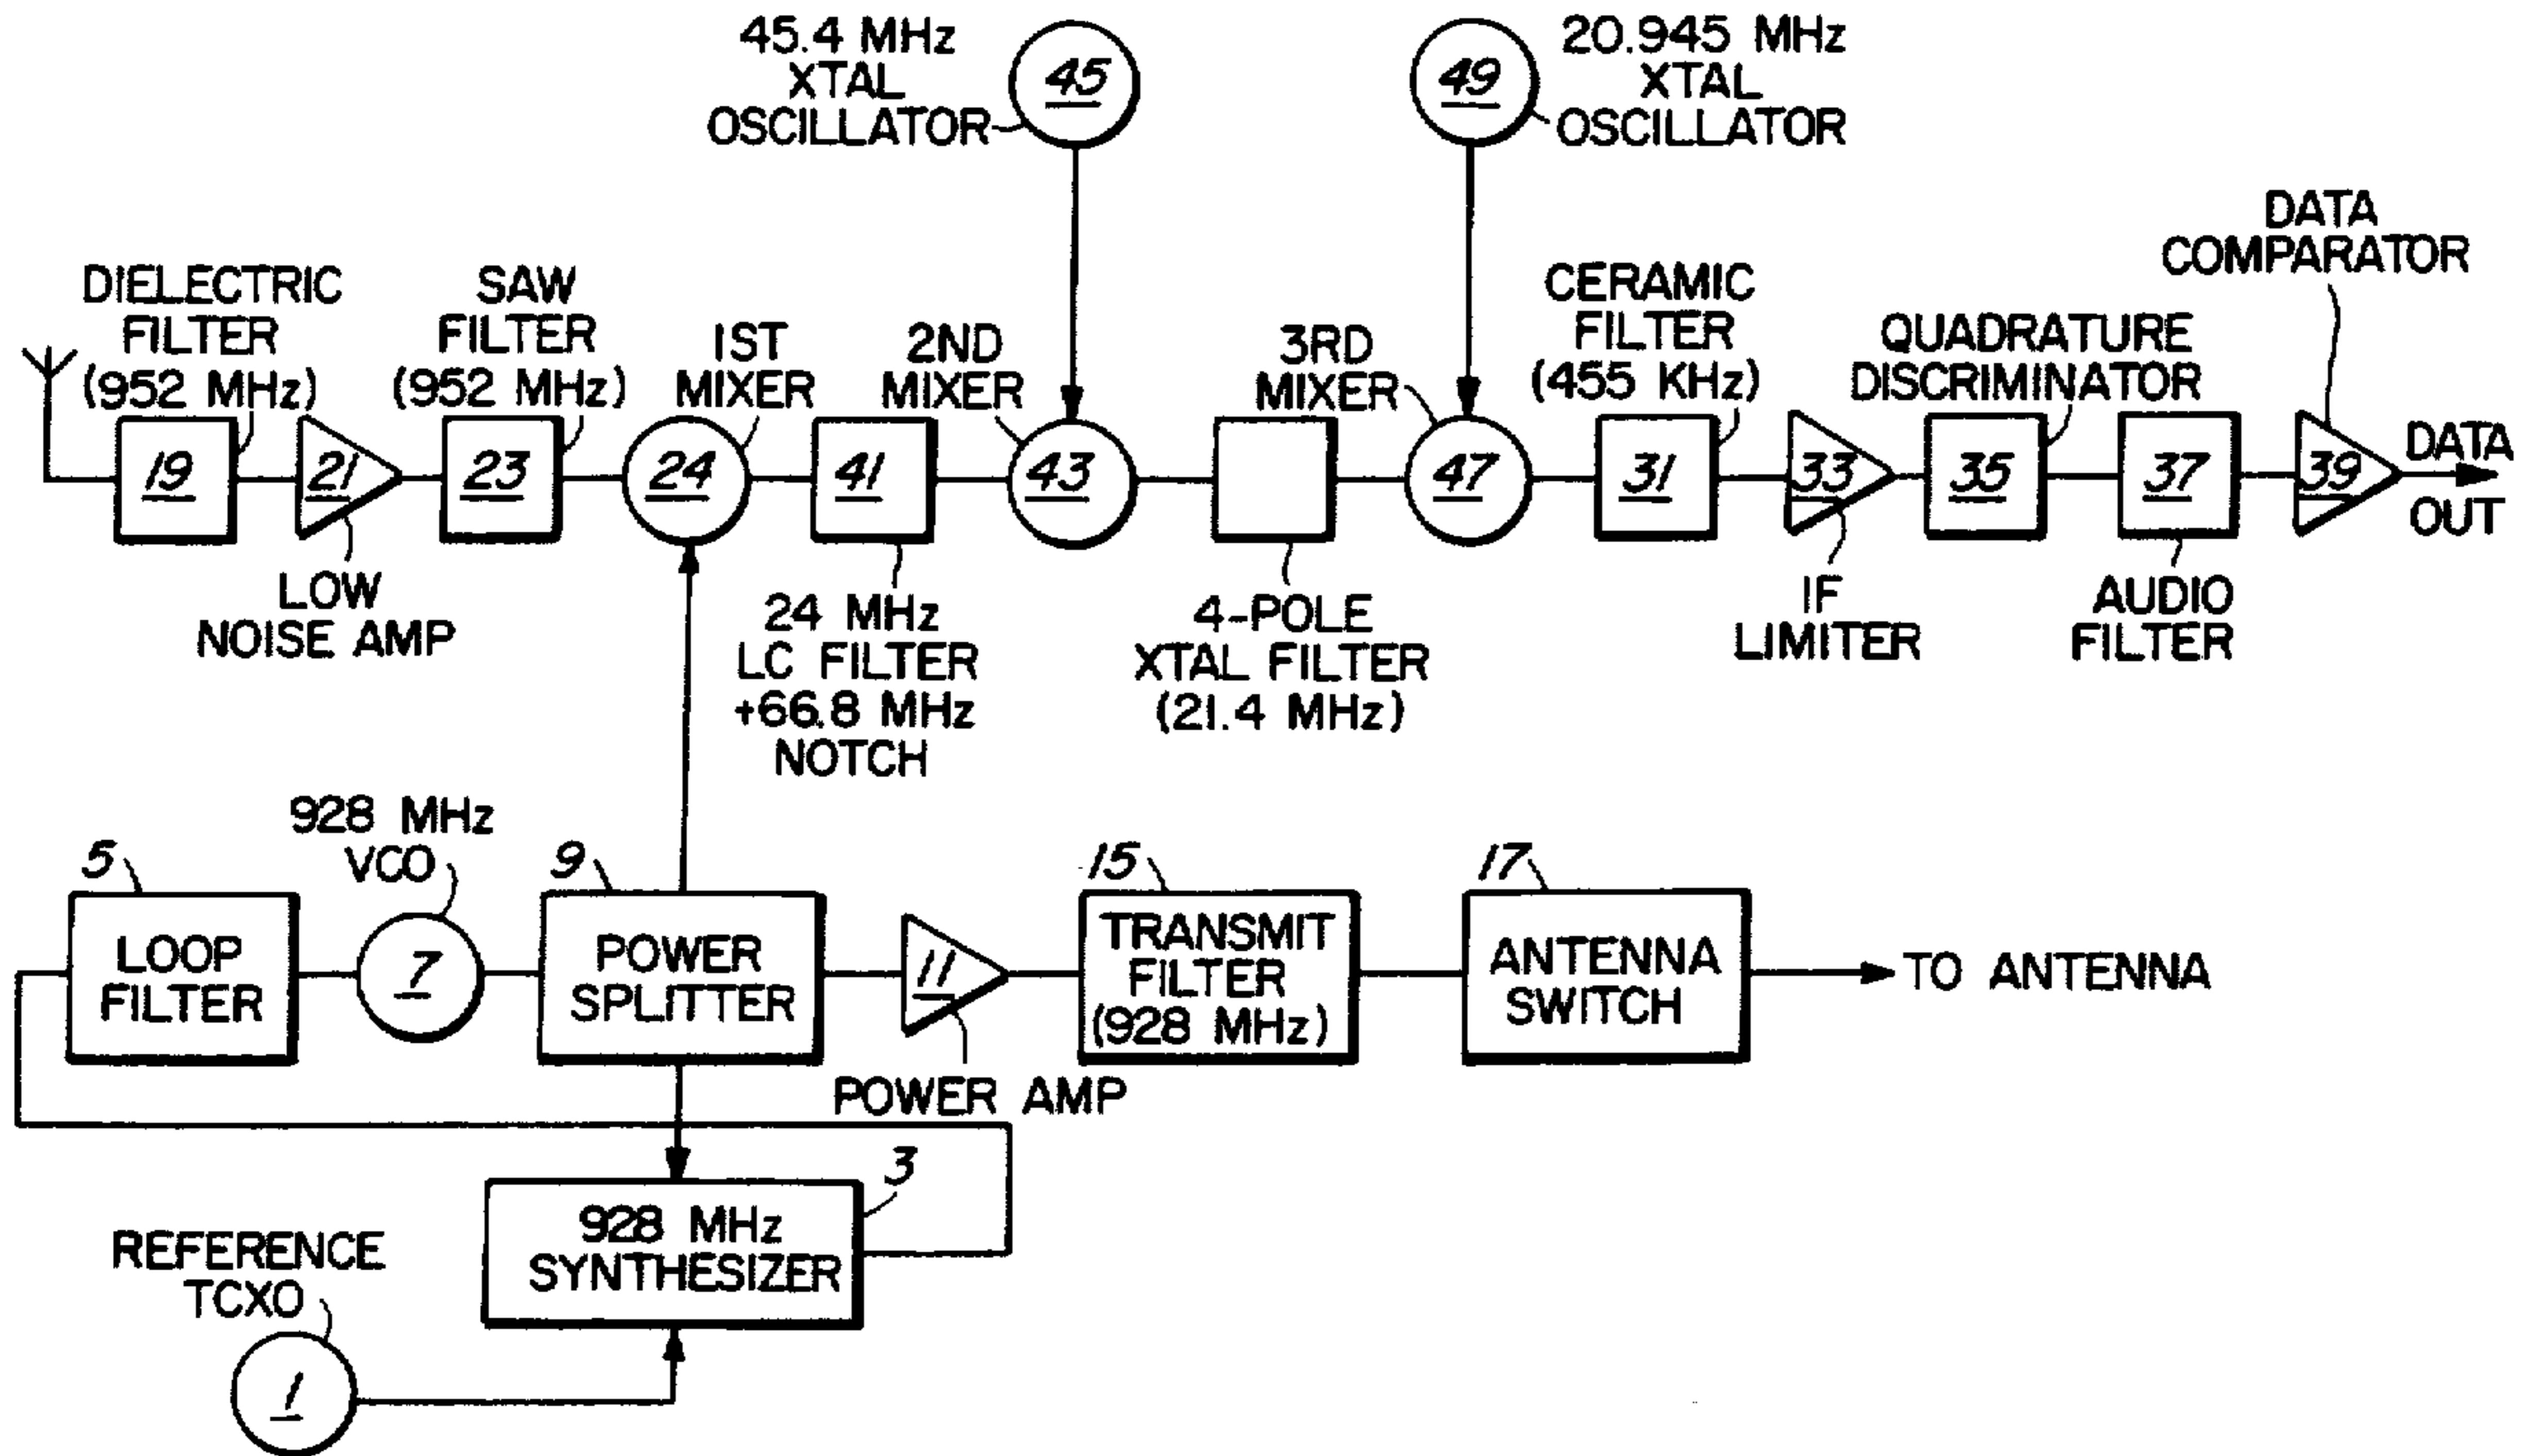 45.4 MHz
XTAL
OSCILLATOR
45
49
20.945 MHz
XTAL
OSCILLATOR
DIELECTRIC
FILTER
(952 MHz)
SAW
FILTER
(952 MHz)
1ST
MIXER
2ND
MIXER
3RD
MIXER
CERAMIC
FILTER
(455 KHz)
QUADRATURE
DISCRIMINATOR
DATA
COMPARATOR
19
21
23
24
41
43
47
31
33
35
37
39
DATA
OUT
LOW
NOISE AMP
24 MHz
LC FILTER
+66.8 MHz
NOTCH
4-POLE
XTAL FILTER
(21.4 MHz)
IF
LIMITER
AUDIO
FILTER
5
928 MHz
VCO
9
15
17
LOOP
FILTER
7
POWER
SPLITTER
11
TRANSMIT
FILTER
(928 MHz)
ANTENNA
SWITCH
TO ANTENNA
POWER AMP
3
928 MHz
SYNTHESIZER
REFERENCE
TCXO
1